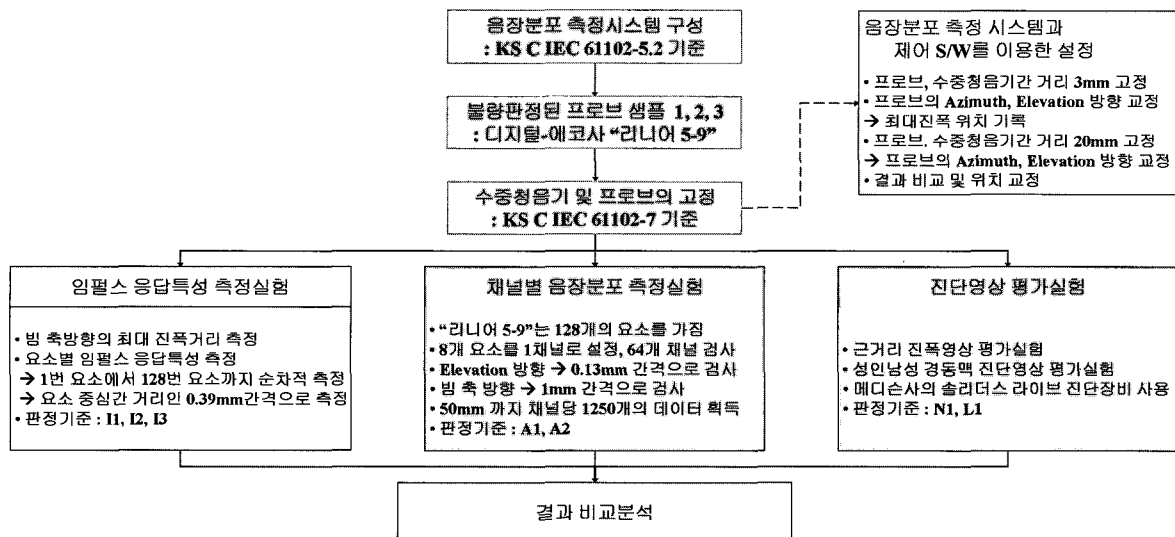 음장분포 측정시스템 구성
: KS C IEC 61102-5.2 기준
불량판정된 프로브 샘플 1, 2, 3
: 디지털-에코사 “리니어 5-9”
수중청음기 및 프로브의 고정
: KS C IEC 61102-7 기준
음장분포 측정 시스템과
제어 S/W를 이용한 설정
• 프로브, 수중청음기간 거리 3mm 고정
• 프로브의 Azimuth, Elevation 방향 교정
→ 최대진폭 위치 기록
• 프로브. 수중청음기간 거리 20mm 고정
→ 프로브의 Azimuth, Elevation 방향 교정
• 결과 비교 및 위치 교정
임펄스 응답특성 측정실험
• 빔 축방향의 최대 진폭거리 측정
• 요소별 임펄스 응답특성 측정
→ 1번 요소에서 128번 요소까지 순차적 측정
→ 요소 중심간 거리인 0.39mm간격으로 측정
• 판정기준 : I1, I2, I3
채널별 음장분포 측정실험
• “리니어 5-9”는 128개의 요소를 가짐
• 8개 요소를 1채널로 설정, 64개 채널 검사
• Elevation 방향 → 0.13mm 간격으로 검사
• 빔 축 방향 → 1mm 간격으로 검사
• 50mm 까지 채널당 1250개의 데이터 획득
• 판정기준 : A1, A2
진단영상 평가실험
• 근거리 진폭영상 평가실험
• 성인남성 경동맥 진단영상 평가실험
• 메디슨사의 솔리더스 라이브 진단장비 사용
• 판정기준 : N1, L1
결과 비교분석